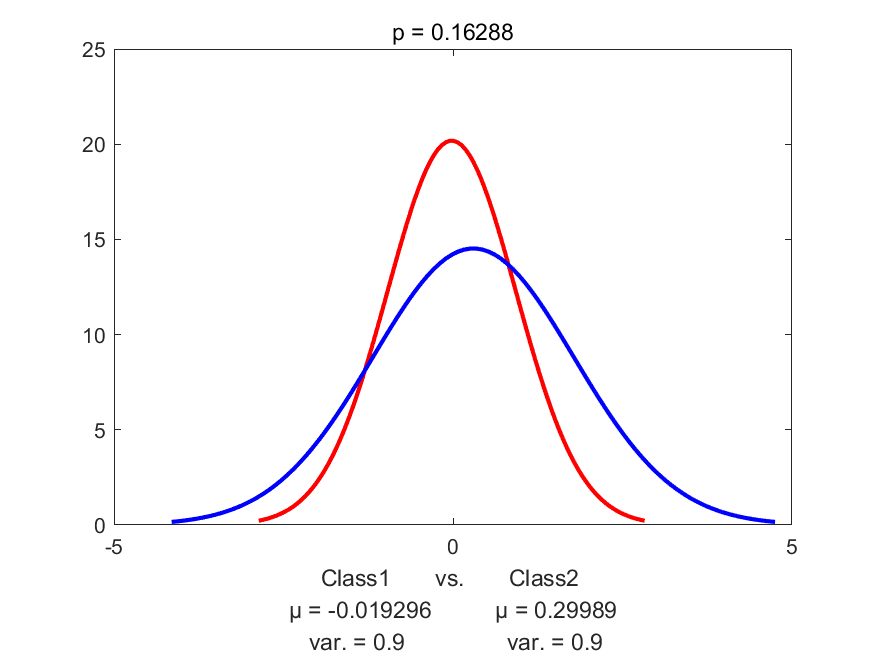 p = 0.16288
25
20
15
10
5
0
-5 0 5
Class1 vs. Class2
μ = -0.019296 μ = 0.29989
var. = 0.9 var. = 0.9